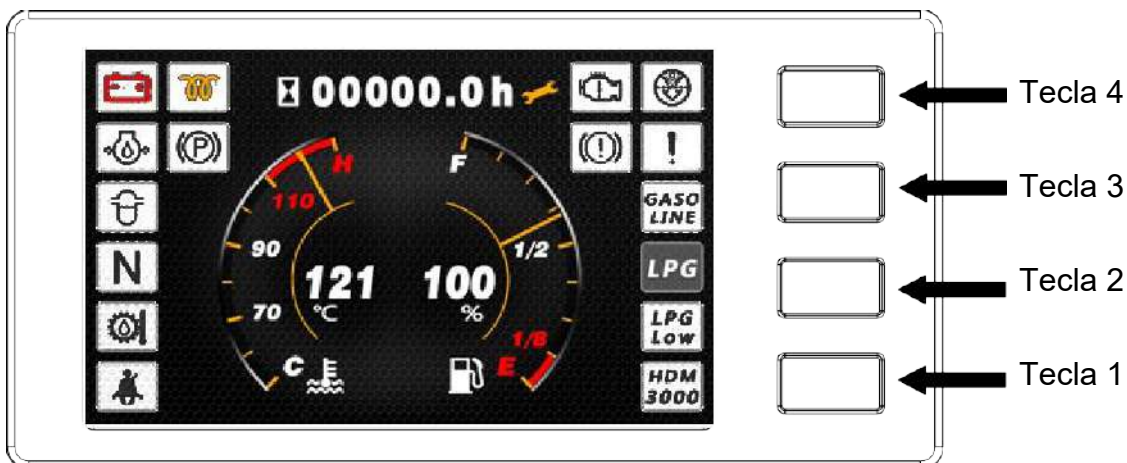 00000.0 h
Tecla 4
Tecla 3
Tecla 2
Tecla 1
(P)
(!)
!
N
H
110
90
70
C
121
°C
F
1/2
1/8
E
100
%
GASO
LINE
LPG
LPG
Low
HDM
3000